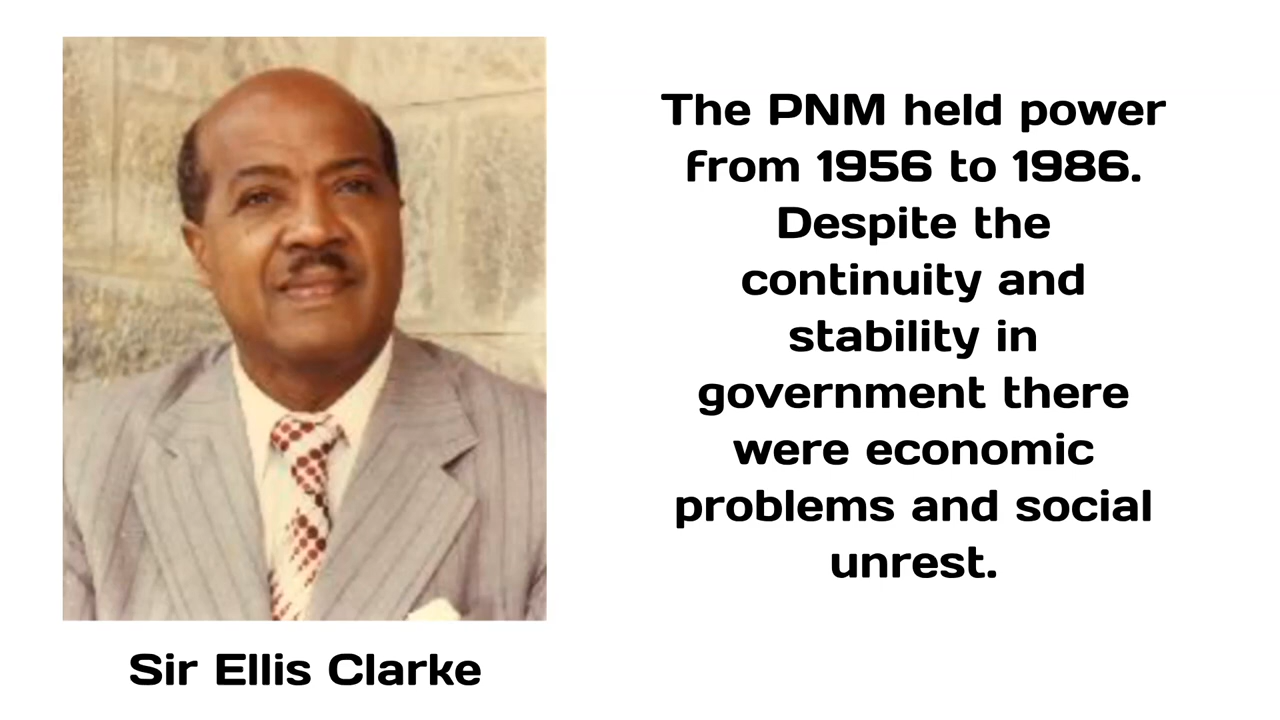 The PNM held power
from 1956 to 1986.
Despite the
continuity and
stability in
government there
were economic
problems and social
unrest.
Sir Ellis Clarke